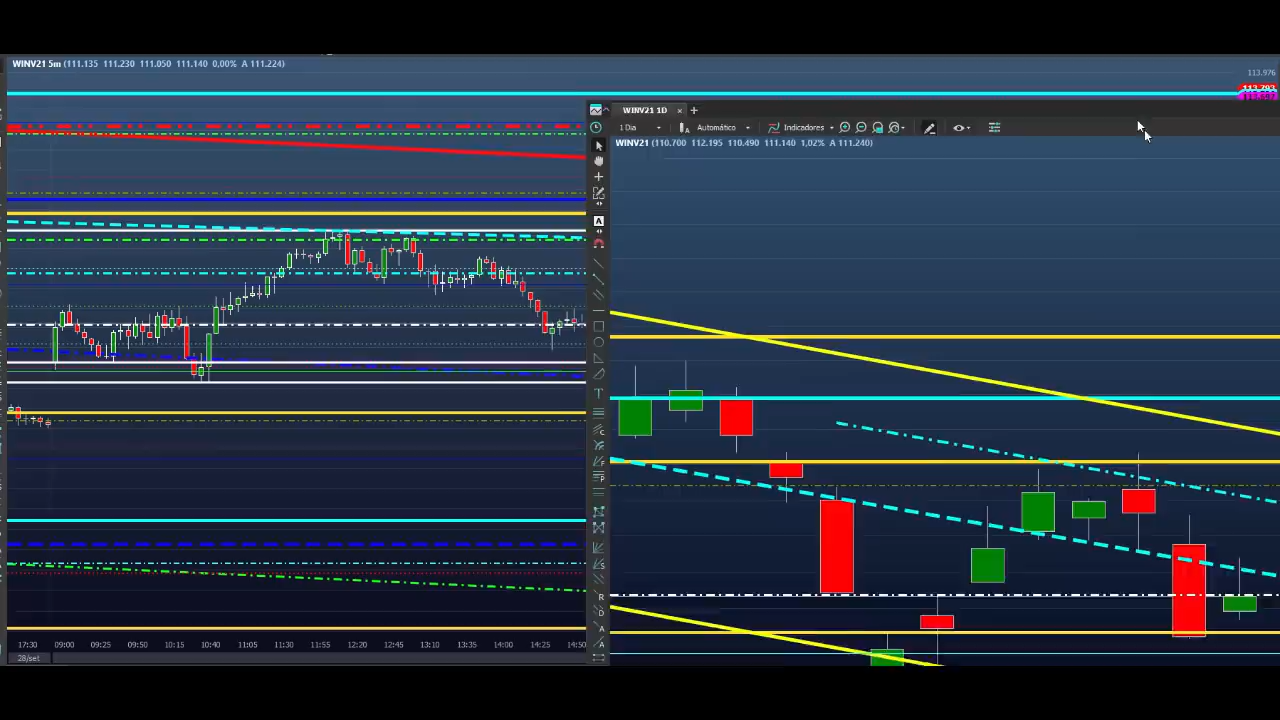 WINV21 5m (111.135 111.230 111.050 111.140 0,00% A 111.224)
113.976
WINV21 1D
1 Dia
Automático
Indicadores
WINV21 (110.700 112.195 110.490 111.140 1,02% A 111.240)
17:30 09:00 09:25 09:50 10:15 10:40 11:05 11:30 11:55 12:20 12:45 13:10 13:35 14:00 14:25 14:50
28/set